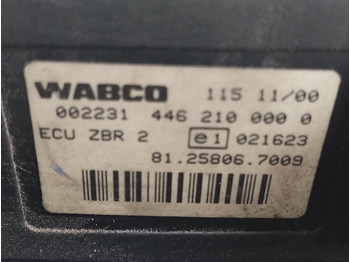 WABCO 115 11/00
002231 446 210 000 0
ECU ZBR 2 e1 021623
81.25806.7009